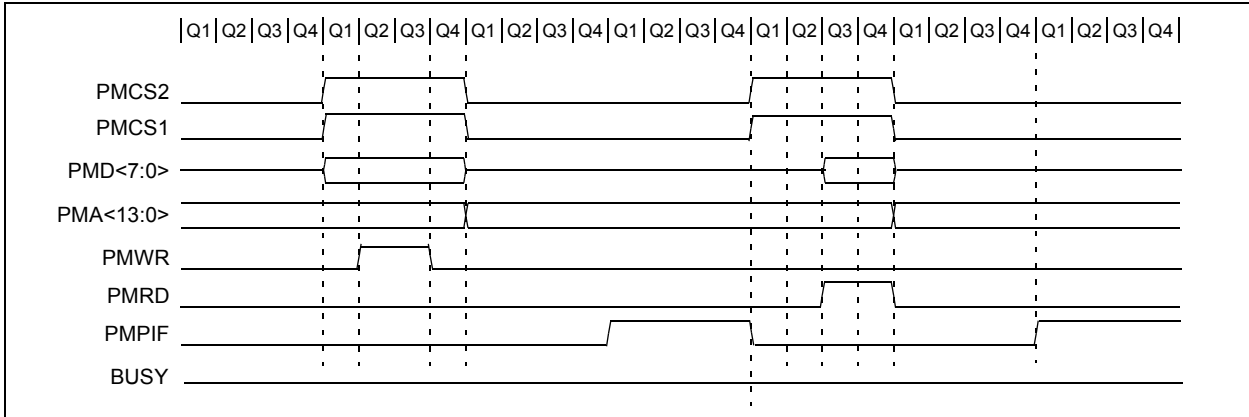 Q1 Q2 Q3 Q4 Q1 Q2 Q3 Q4 Q1 Q2 Q3 Q4 Q1 Q2 Q3 Q4 Q1 Q2 Q3 Q4 Q1 Q2 Q3 Q4 Q1 Q2 Q3 Q4
PMCS2
PMCS1
PMD<7:0>
PMA<13:0>
PMWR
PMRD
PMPIF
BUSY